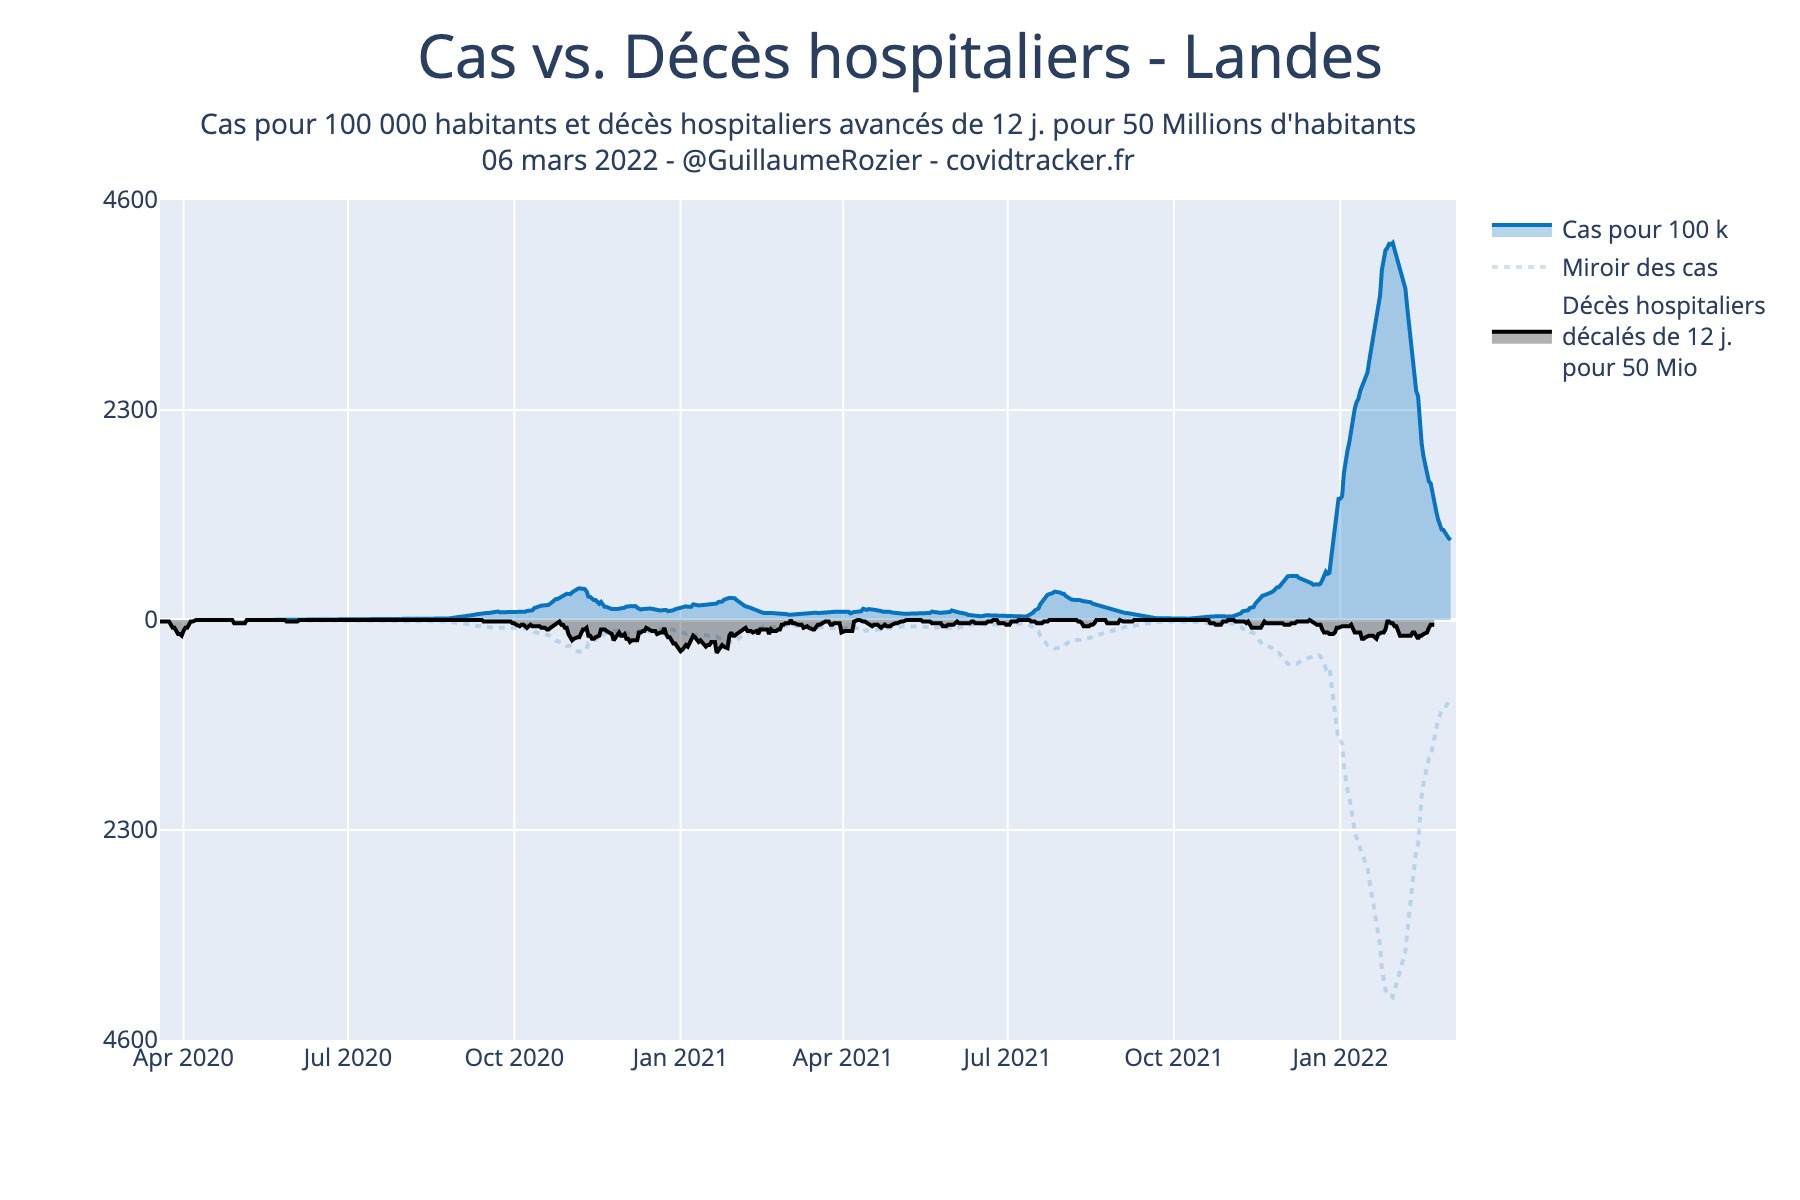 Cas vs. Décès hospitaliers - Landes
Cas pour 100 000 habitants et décès hospitaliers avancés de 12 j. pour 50 Millions d'habitants
06 mars 2022 - @GuillaumeRozier - covidtracker.fr
4600
2300
0
2300
4600
Apr 2020
Jul 2020
Oct 2020
Jan 2021
Apr 2021
Jul 2021
Oct 2021
Jan 2022
Cas pour 100 k
Miroir des cas
Décès hospitaliers
décalés de 12 j.
pour 50 Mio